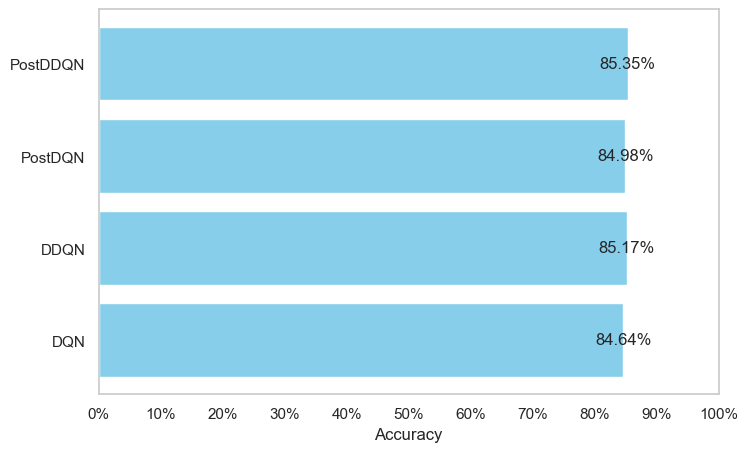 PostDDQN
85.35%
PostDQN
84.98%
DDQN
85.17%
DQN
84.64%
0% 10% 20% 30% 40% 50% 60% 70% 80% 90% 100%
Accuracy